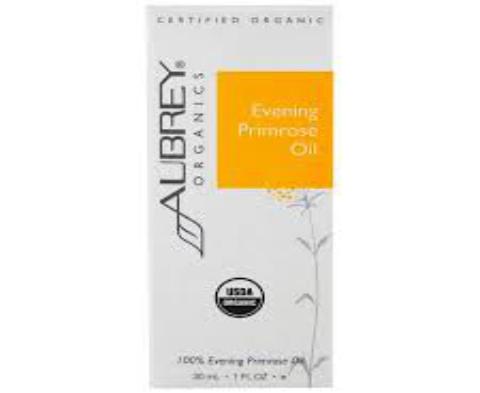 CERTIFIED ORGANIC
AUBREY®
ORGANICS
Evening
Primrose
Oil
USDA
ORGANIC
100% Evening Primrose Oil
30 mL • 1 FL OZ • e